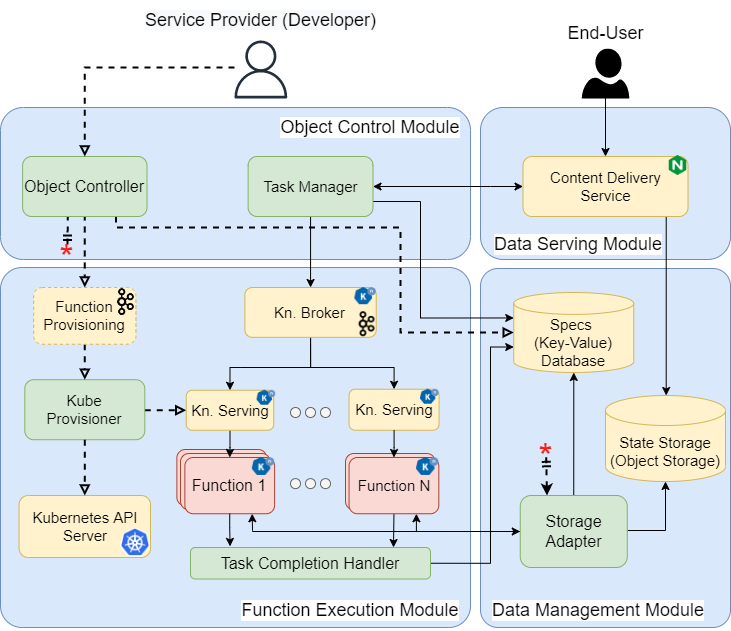 Service Provider (Developer)
End-User
Object Control Module
Object Controller
Task Manager
Content Delivery
Service
Data Serving Module
*
Function
Provisioning
Kn. Broker
Specs
(Key-Value)
Database
Kube
Provisioner
Kn. Serving
Kn. Serving
State Storage
(Object Storage)
*
Function 1
Function N
Kubernetes API
Server
Storage
Adapter
Task Completion Handler
Function Execution Module
Data Management Module